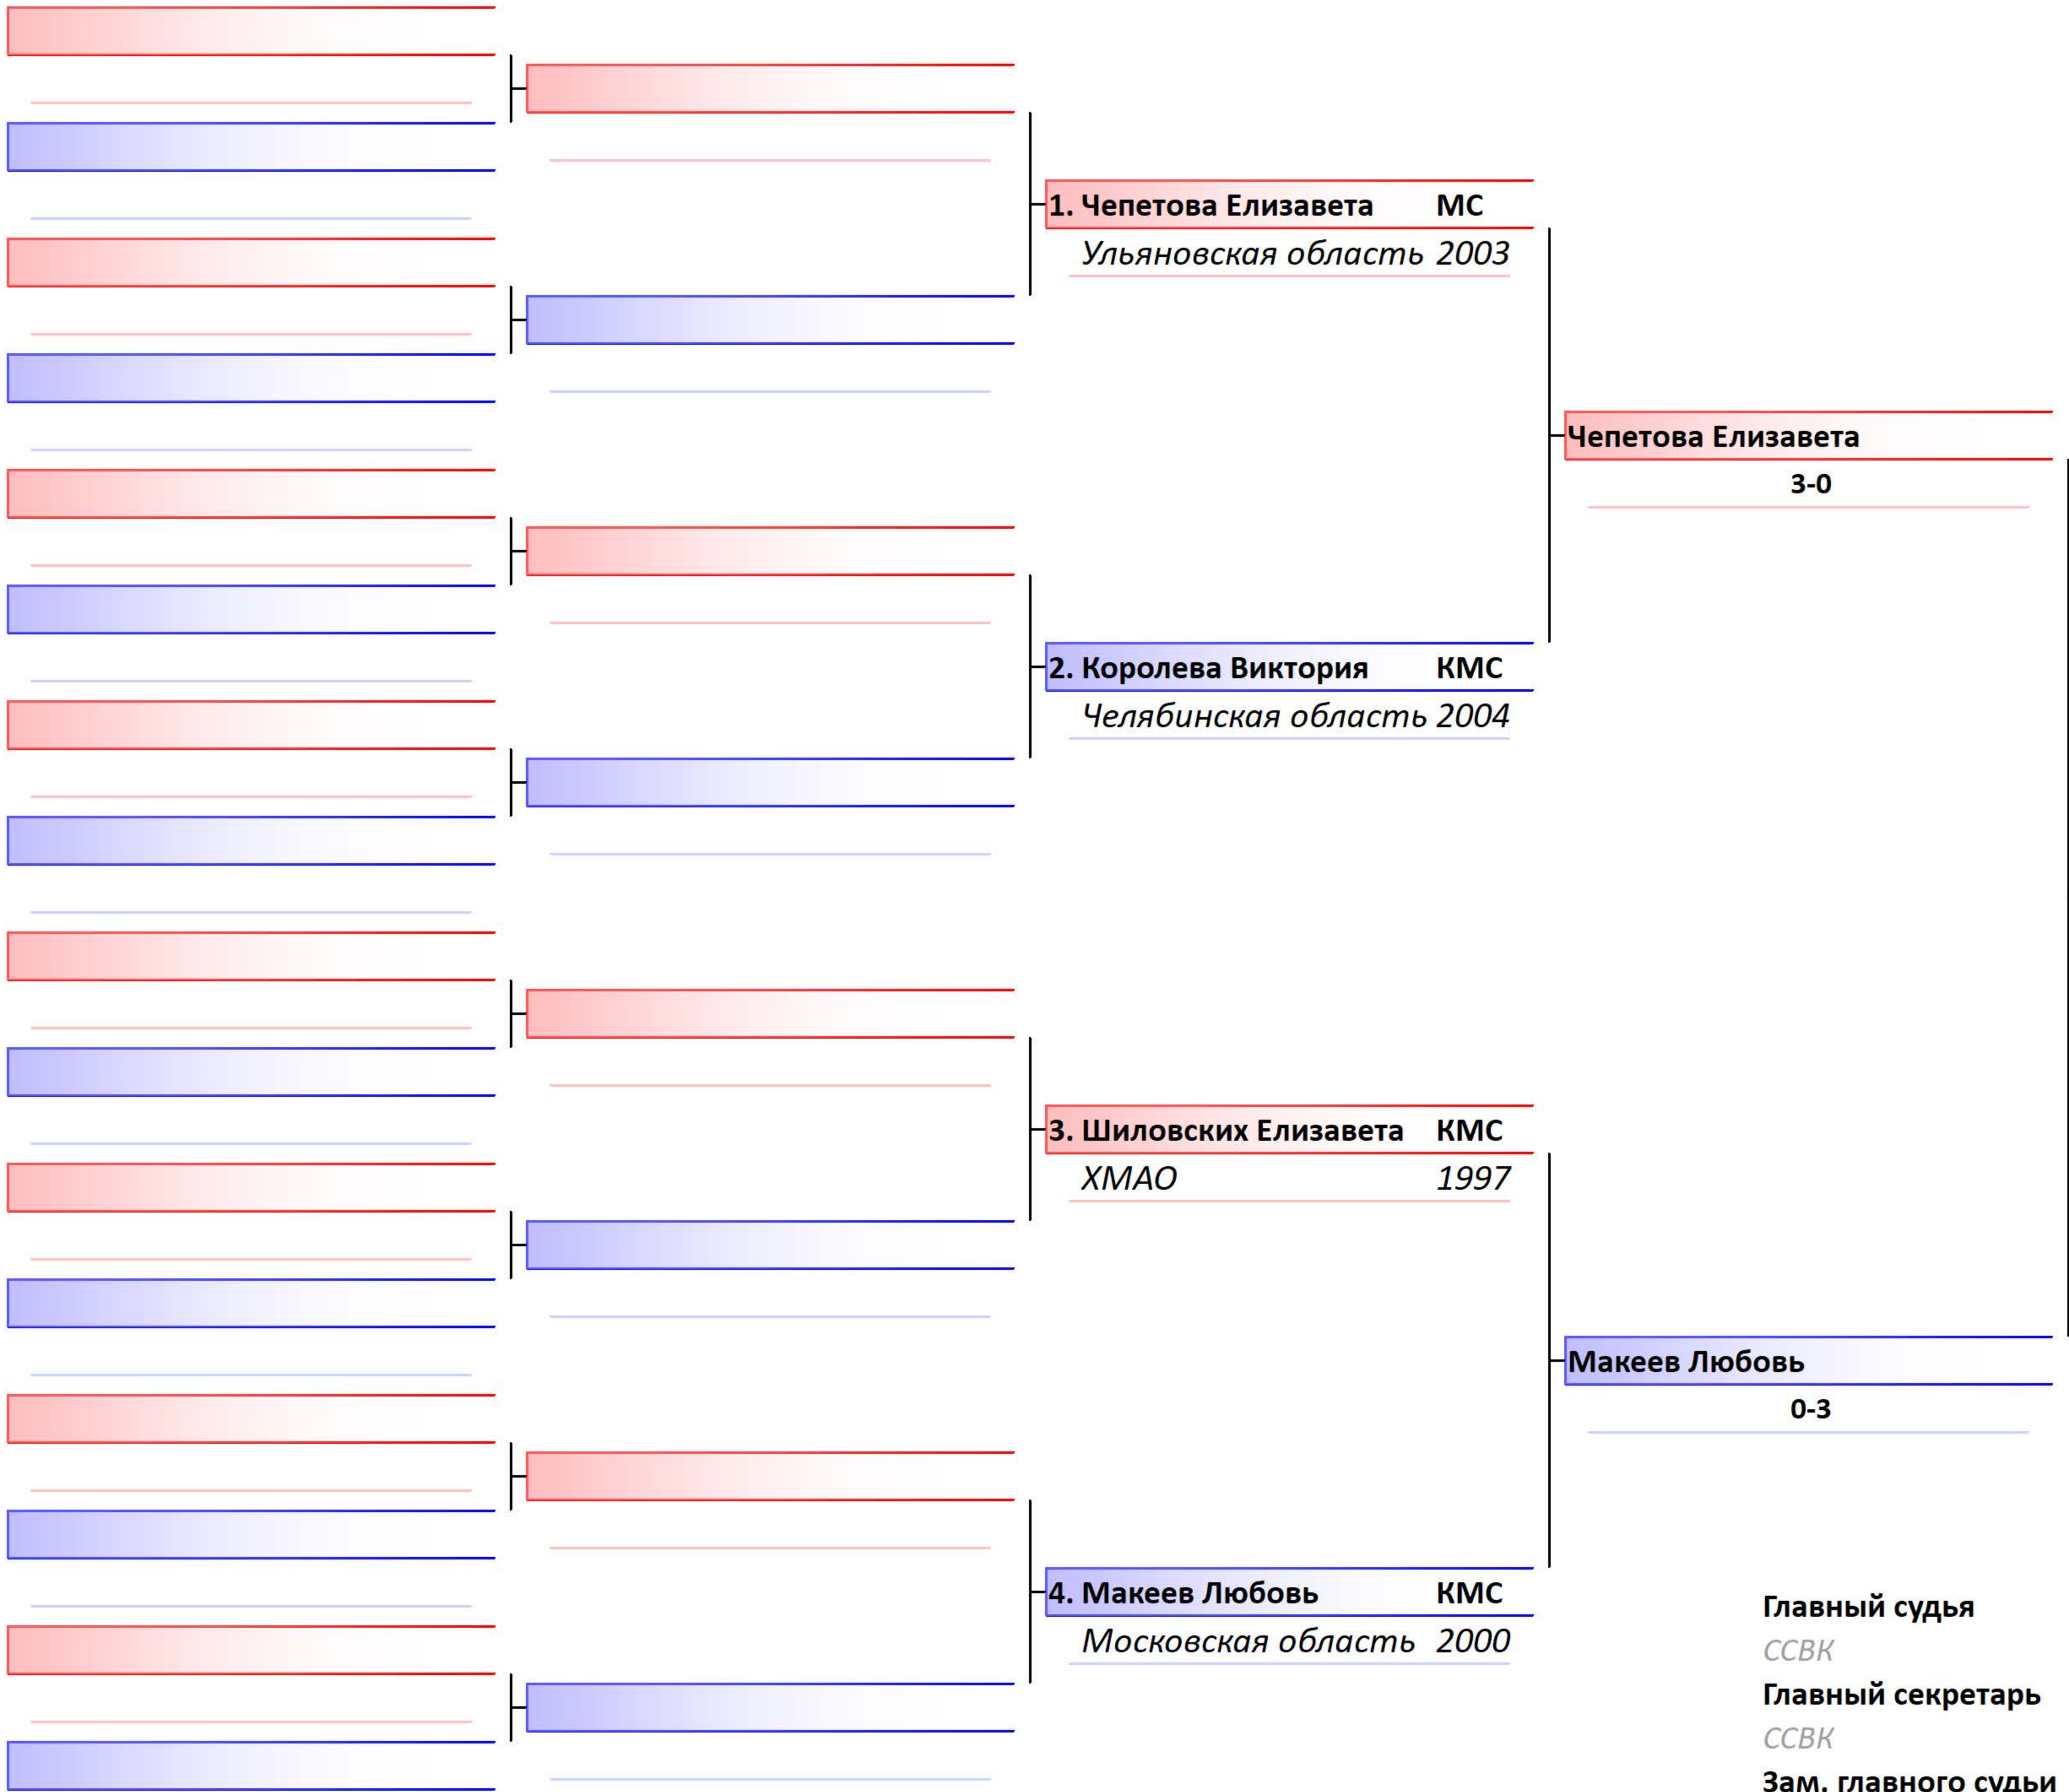 1. Чепетова Елизавета МС
Ульяновская область 2003
Чепетова Елизавета
3-0
2. Королева Виктория КМС
Челябинская область 2004
3. Шиловских Елизавета КМС
ХМАО 1997
Макеев Любовь
0-3
4. Макеев Любовь КМС
Московская область 2000
Главный судья
ССВК
Главный секретарь
ССВК
Зам. главного судьи